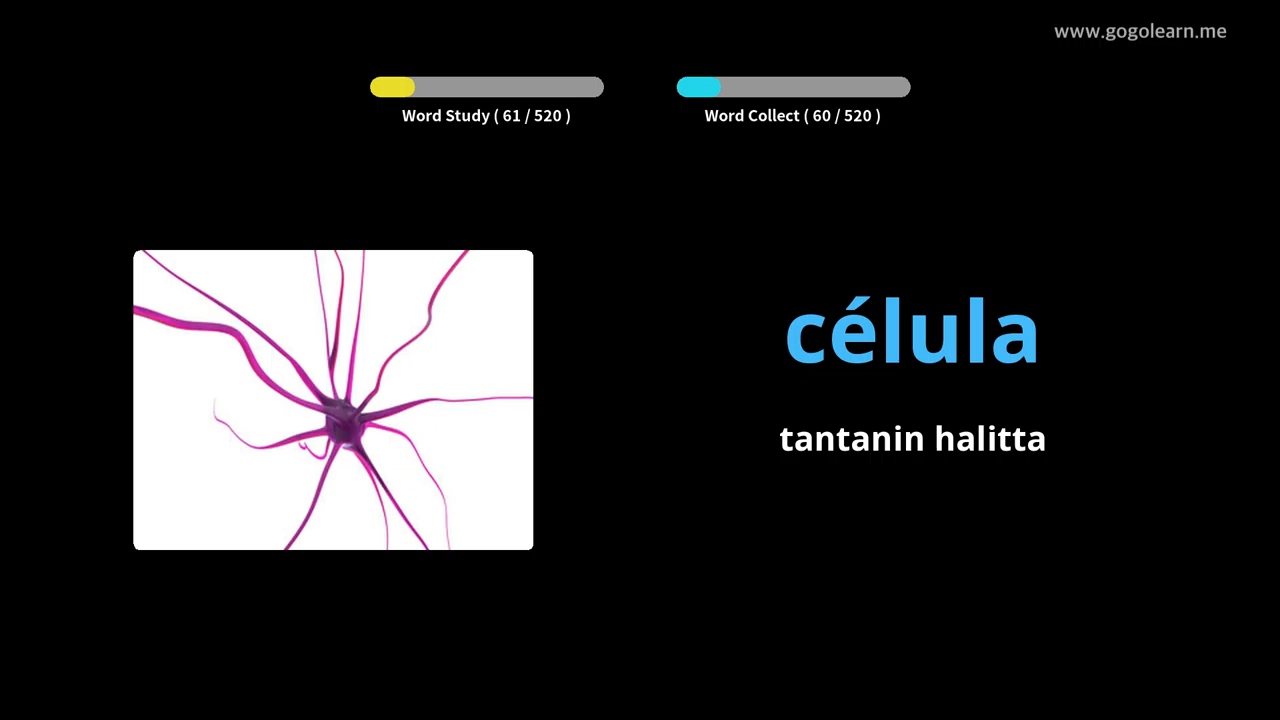 www.gogolearn.me
Word Study ( 61 / 520 )
Word Collect ( 60 / 520 )
célula
tantanin halitta